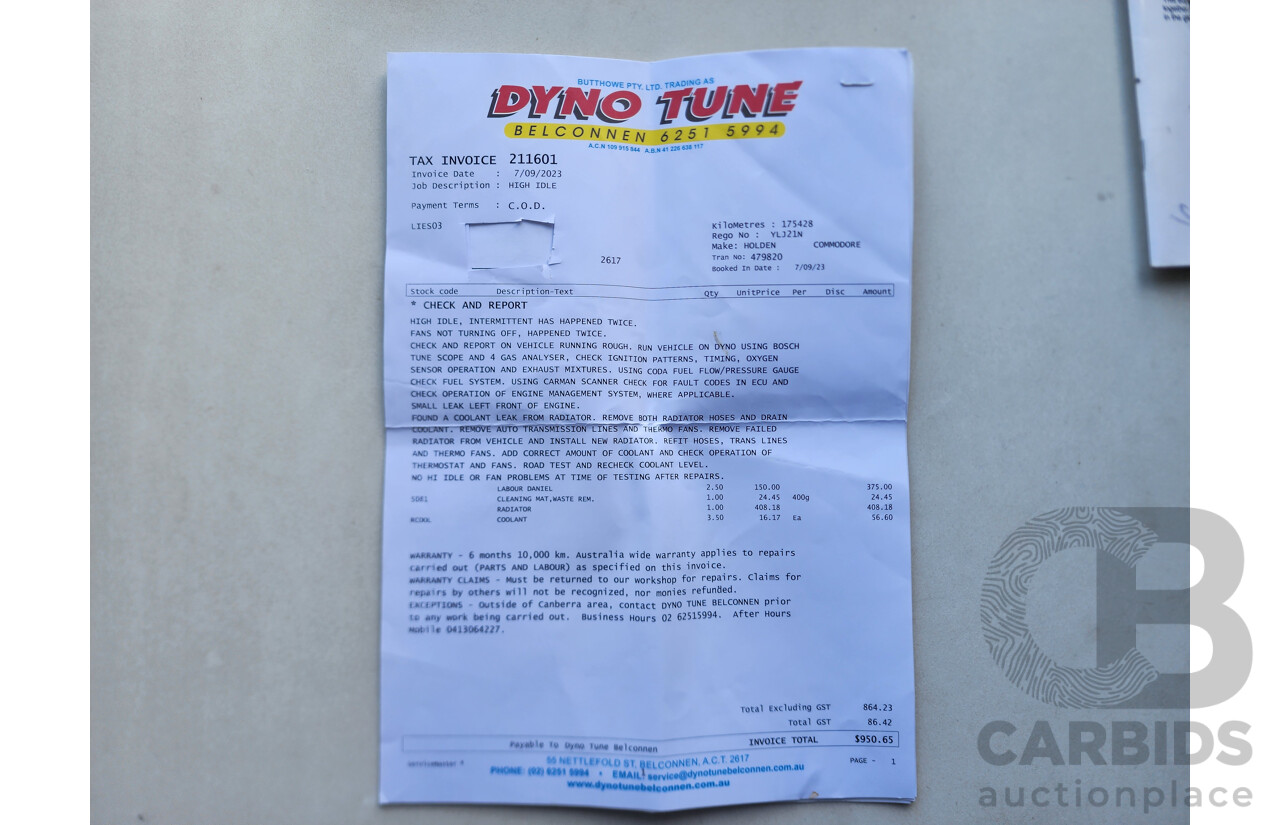 BUTTHOWE PTY. LTD. TRADING AS
DYNO TUNE
BELCONNEN 6251 5994
A.C.N 100 915 944 A.B.N 41 226 638 117
TAX INVOICE 211601
Invoice Date : 7/09/2023
Job Description : HIGH IDLE
Payment Terms : C.O.D.
LIES03
2617
KiloMetres : 175428
Rego No : YLJ21N
Make: HOLDEN COMMODORE
Tran No: 479820
Booked In Date : 7/09/23
Stock code Description-Text Qty UnitPrice Per Disc Amount
* CHECK AND REPORT
HIGH IDLE, INTERMITTENT HAS HAPPENED TWICE.
FANS NOT TURNING OFF, HAPPENED TWICE.
CHECK AND REPORT ON VEHICLE RUNNING ROUGH. RUN VEHICLE ON DYNO USING BOSCH
TUNE SCOPE AND 4 GAS ANALYSER, CHECK IGNITION PATTERNS, TIMING, OXYGEN
SENSOR OPERATION AND EXHAUST MIXTURES. USING CODA FUEL FLOW/PRESSURE GAUGE
CHECK FUEL SYSTEM. USING CARMAN SCANNER CHECK FOR FAULT CODES IN ECU AND
CHECK OPERATION OF ENGINE MANAGEMENT SYSTEM, WHERE APPLICABLE.
SMALL LEAK LEFT FRONT OF ENGINE.
FOUND A COOLANT LEAK FROM RADIATOR. REMOVE BOTH RADIATOR HOSES AND DRAIN
COOLANT. REMOVE AUTO TRANSMISSION LINES AND THERMO FANS. REMOVE FAILED
RADIATOR FROM VEHICLE AND INSTALL NEW RADIATOR. REFIT HOSES, TRANS LINES
AND THERMO FANS. ADD CORRECT AMOUNT OF COOLANT AND CHECK OPERATION OF
THERMOSTAT AND FANS. ROAD TEST AND RECHECK COOLANT LEVEL.
NO HI IDLE OR FAN PROBLEMS AT TIME OF TESTING AFTER REPAIRS.
LABOUR DANIEL 2.50 150.00 375.00
CLEANING MAT,WASTE REM. 1.00 24.45 400g 24.45
RADIATOR 1.00 408.18 408.18
COOLANT 3.50 16.17 Ea 56.60
WARRANTY - 6 months 10,000 km. Australia wide warranty applies to repairs
carried out (PARTS AND LABOUR) as specified on this invoice.
WARRANTY CLAIMS - Must be returned to our workshop for repairs. Claims for
repairs by others will not be recognized, nor monies refunded.
EXCEPTIONS - Outside of Canberra area, contact DYNO TUNE BELCONNEN prior
to any work being carried out. Business Hours 02 62515994. After Hours
Mobile 0413064227.
Total Excluding GST 864.23
Total GST 86.42
Payable to Dyno Tune Belconnen INVOICE TOTAL $950.65
PAGE - 1
55 NETTLEFOLD ST. BELCONNEN, A.C.T. 2617
PHONE: (02) 6251 5994 • EMAIL: service@dynotunebelconnen.com.au
www.dynotunebelconnen.com.au
CB
CARBIDS
auctionplace